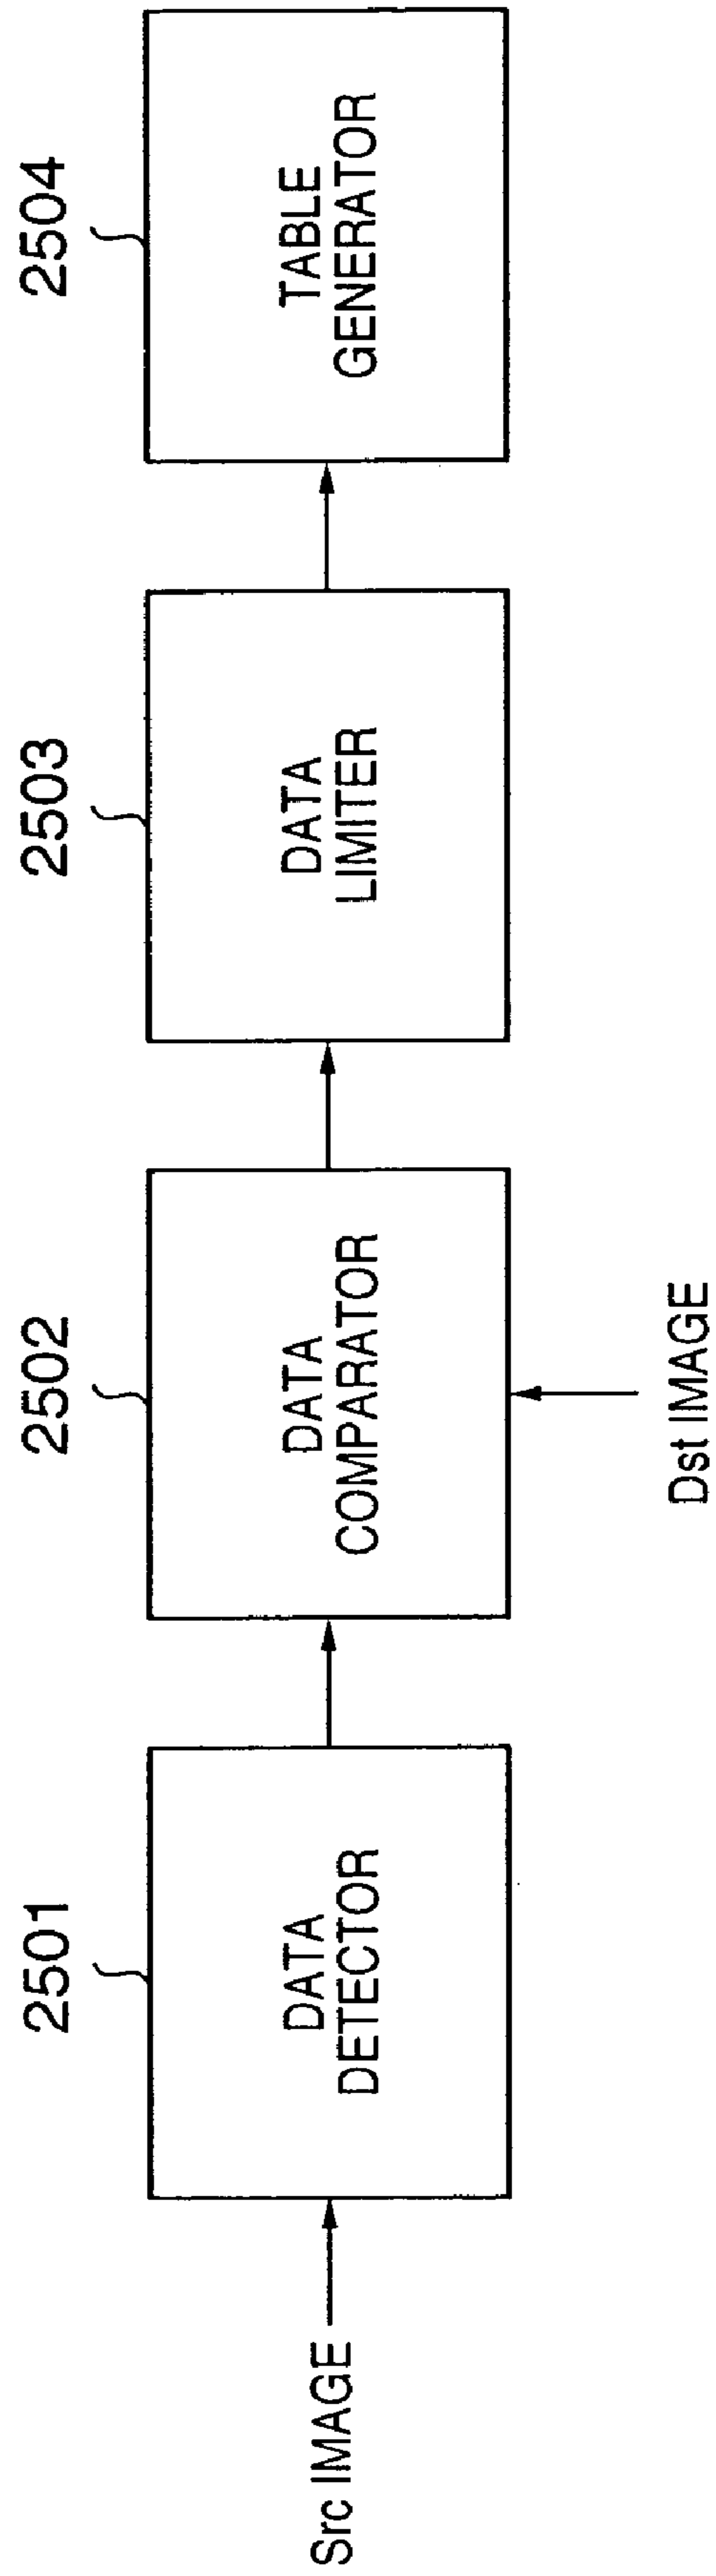 Src IMAGE
2501
DATA
DETECTOR
2502
DATA
COMPARATOR
Dst IMAGE
2503
DATA
LIMITER
2504
TABLE
GENERATOR